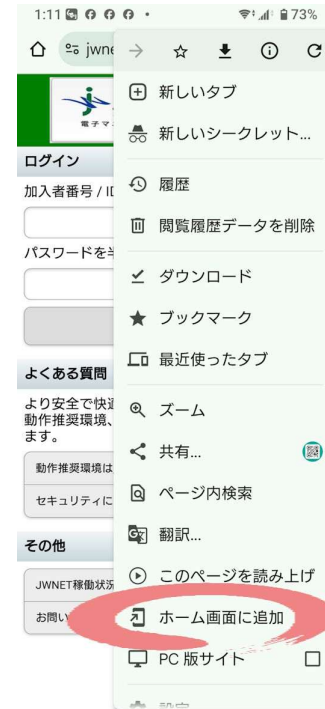 1:11
73%
jwne
電子マ
新しいタブ
新しいシークレット...
履歴
閲覧履歴データを削除
ダウンロード
ブックマーク
最近使ったタブ
ズーム
共有...
ページ内検索
翻訳...
このページを読み上げ
ホーム画面に追加
PC 版サイト
ログイン
加入者番号 / ID
パスワードを半
よくある質問
より安全で快適
動作推奨環境、
ます。
動作推奨環境は
セキュリティに
その他
JWNET稼働状況
お問い